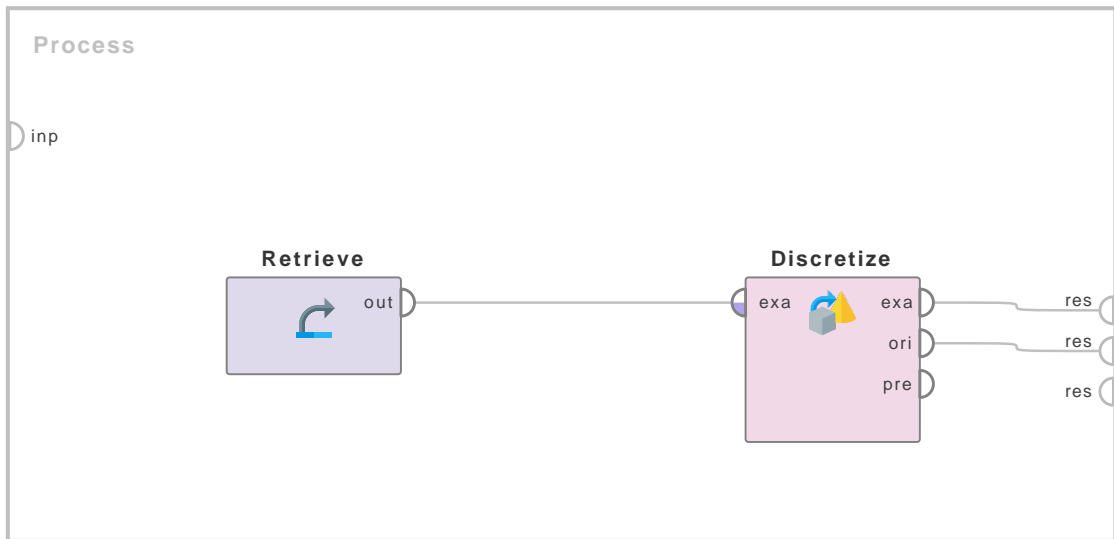 Process
inp
Retrieve
out
Discretize
exa exa
ori
pre
res
res
res